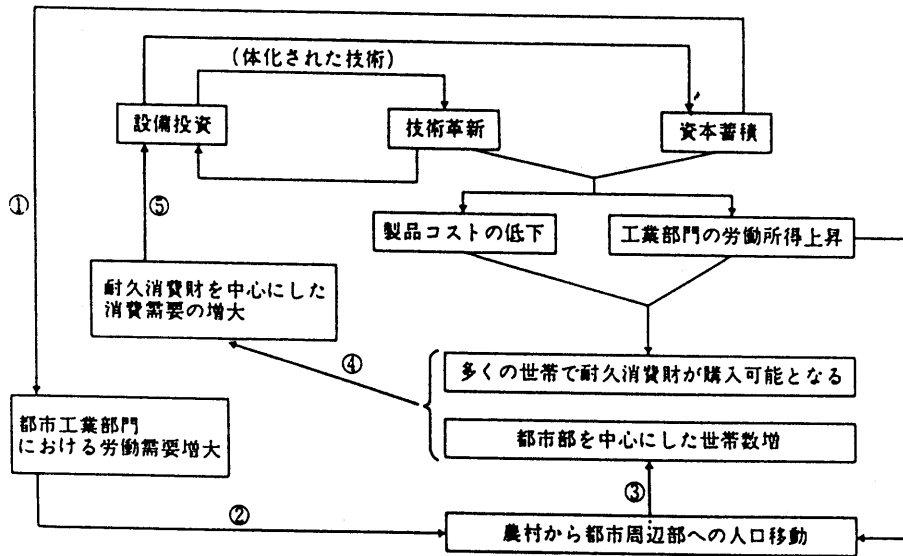 (体化された技術)
設備投資
技術革新
資本蓄積
①
⑤
製品コストの低下
工業部門の労働所得上昇
耐久消費財を中心にした
消費需要の増大
④
多くの世帯で耐久消費財が購入可能となる
都市工業部門
における労働需要増大
都市部を中心にした世帯数増
③
②
農村から都市周辺部への人口移動